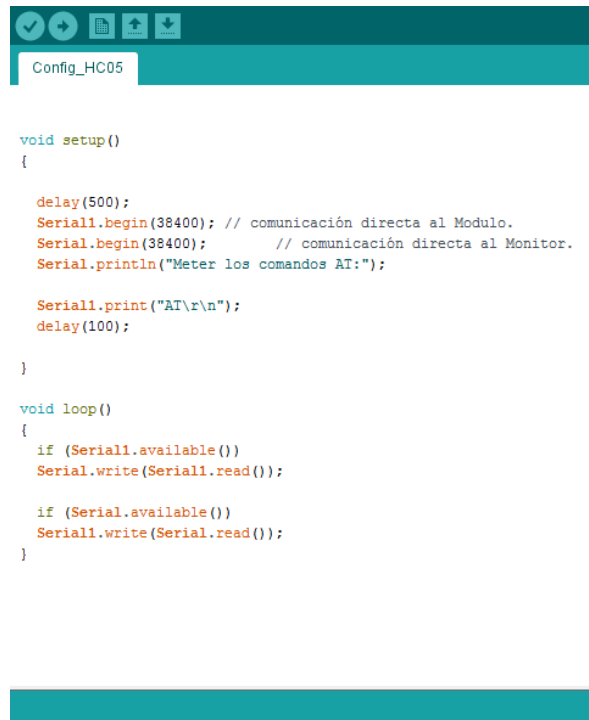 Config_HC05
void setup()
{
delay(500);
Serial1.begin(38400); // comunicación directa al Modulo.
Serial.begin(38400); // comunicación directa al Monitor.
Serial.println("Meter los comandos AT:");
Serial1.print("AT\r\n");
delay(100);
}
void loop()
{
if (Serial1.available())
Serial.write(Serial1.read());
if (Serial.available())
Serial1.write(Serial.read());
}